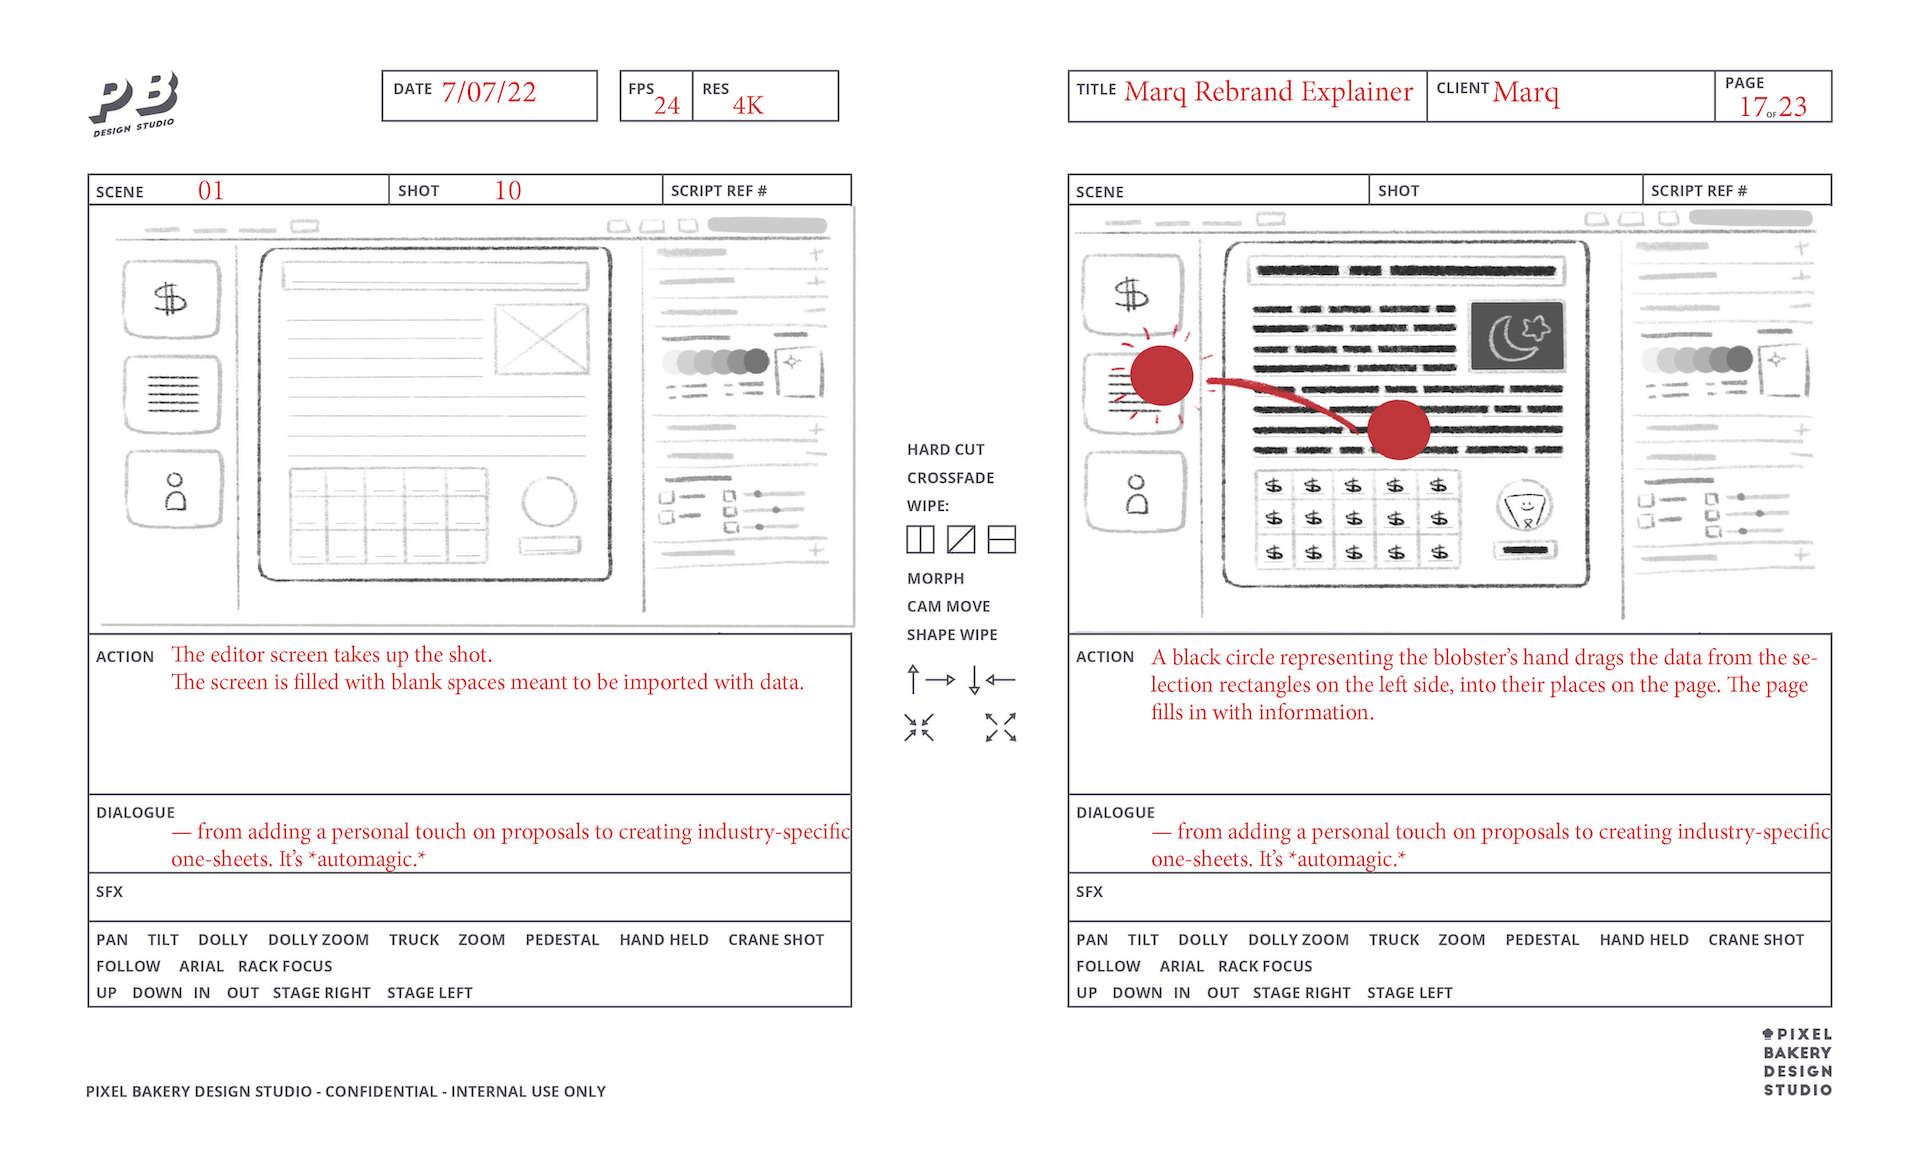 PB
DESIGN STUDIO
DATE 7/07/22
FPS 24 RES 4K
TITLE Marq Rebrand Explainer CLIENT Marq PAGE 17 OF 23
SCENE 01 SHOT 10 SCRIPT REF #
$
ACTION The editor screen takes up the shot.
The screen is filled with blank spaces meant to be imported with data.
DIALOGUE
— from adding a personal touch on proposals to creating industry-specific
one-sheets. It’s *automagic.*
SFX
PAN TILT DOLLY DOLLY ZOOM TRUCK ZOOM PEDESTAL HAND HELD CRANE SHOT
FOLLOW ARIAL RACK FOCUS
UP DOWN IN OUT STAGE RIGHT STAGE LEFT
HARD CUT
CROSSFADE
WIPE:
MORPH
CAM MOVE
SHAPE WIPE
SCENE SHOT SCRIPT REF #
$
$ $ $ $ $
$ $ $ $ $
$ $ $ $ $
ACTION A black circle representing the blobster’s hand drags the data from the se-
lection rectangles on the left side, into their places on the page. The page
fills in with information.
DIALOGUE
— from adding a personal touch on proposals to creating industry-specific
one-sheets. It’s *automagic.*
SFX
PAN TILT DOLLY DOLLY ZOOM TRUCK ZOOM PEDESTAL HAND HELD CRANE SHOT
FOLLOW ARIAL RACK FOCUS
UP DOWN IN OUT STAGE RIGHT STAGE LEFT
PIXEL BAKERY DESIGN STUDIO - CONFIDENTIAL - INTERNAL USE ONLY
PIXEL
BAKERY
DESIGN
STUDIO